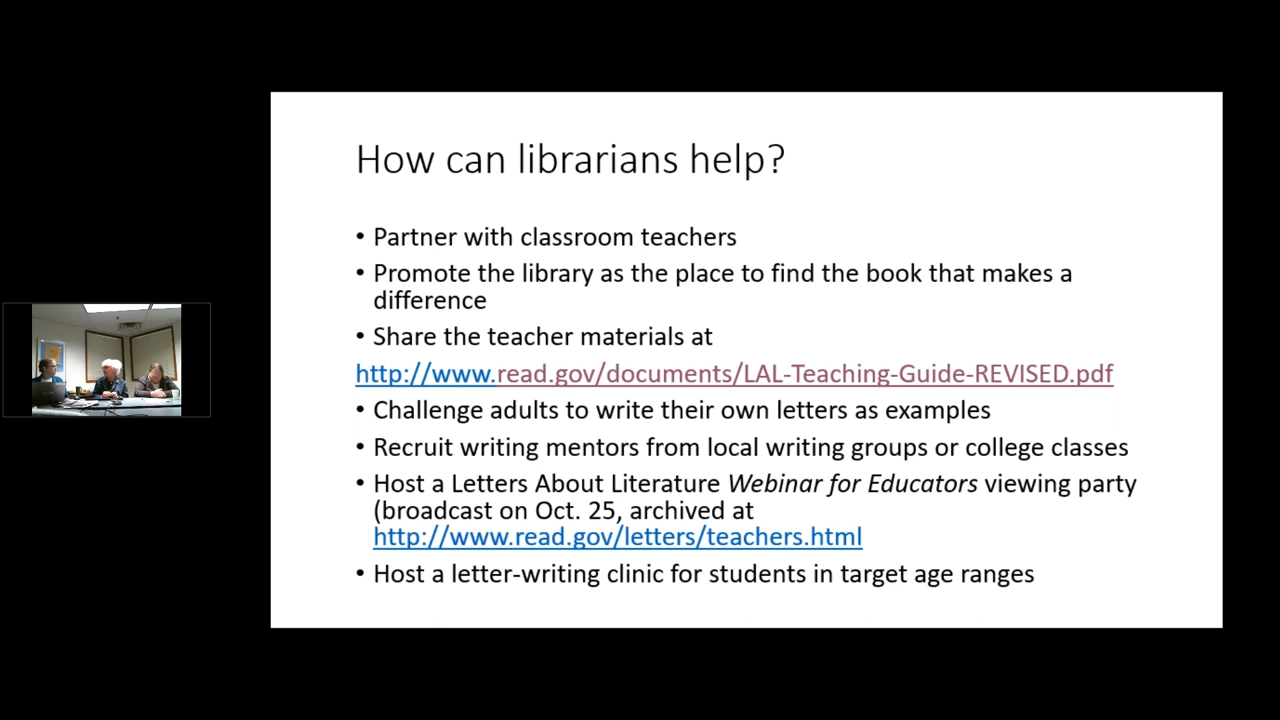 How can librarians help?
• Partner with classroom teachers
• Promote the library as the place to find the book that makes a
difference
• Share the teacher materials at
http://www.read.gov/documents/LAL-Teaching-Guide-REVISED.pdf
• Challenge adults to write their own letters as examples
• Recruit writing mentors from local writing groups or college classes
• Host a Letters About Literature Webinar for Educators viewing party
(broadcast on Oct. 25, archived at
http://www.read.gov/letters/teachers.html
• Host a letter-writing clinic for students in target age ranges